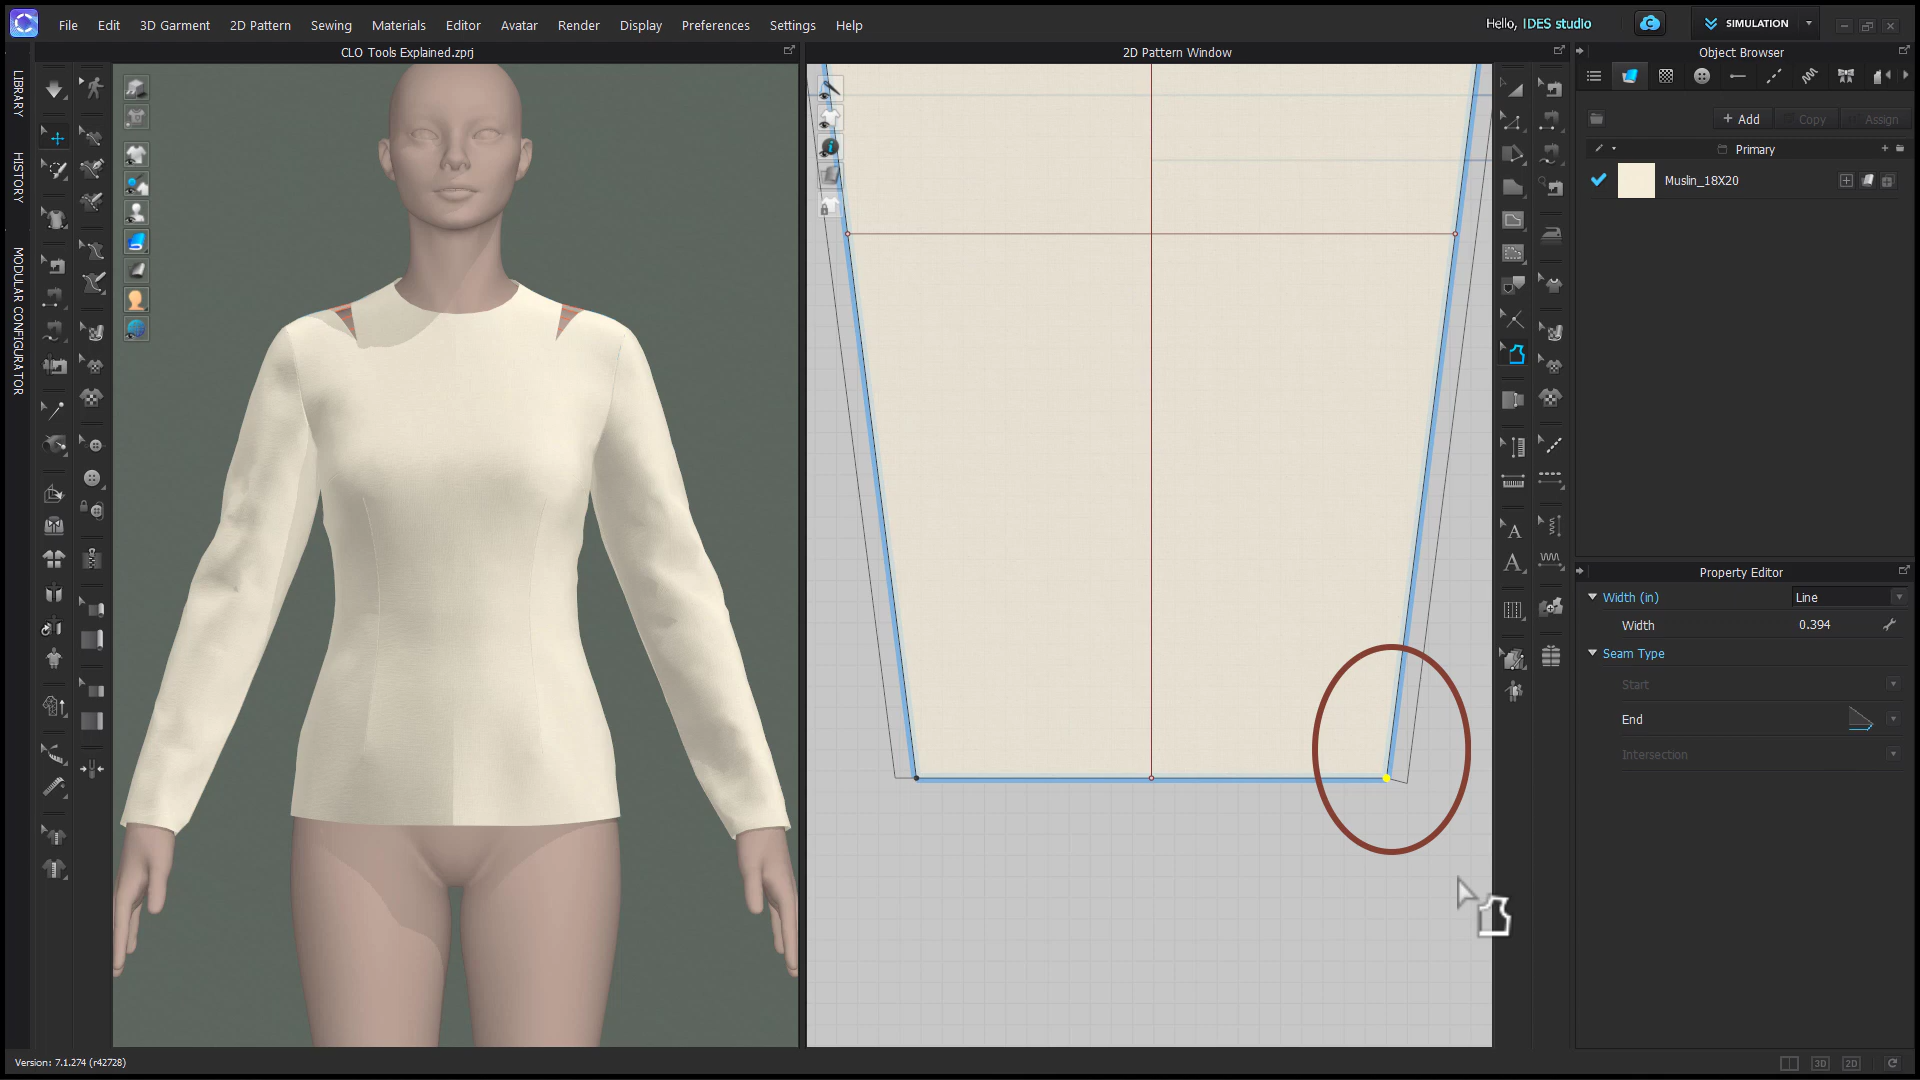 File Edit 3D Garment 2D Pattern Sewing Materials Editor Avatar Render Display Preferences Settings Help
Hello, IDES studio
SIMULATION
CLO Tools Explained.zprj
2D Pattern Window
Object Browser
LIBRARY
HISTORY
MODULAR CONFIGURATOR
+ Add
Copy
Assign
Primary
Muslin_18X20
Property Editor
Width (in)
Line
Width
0.394
Seam Type
Start
End
Intersection
A
A
Version: 7.1.274 (r42728)
3D
2D